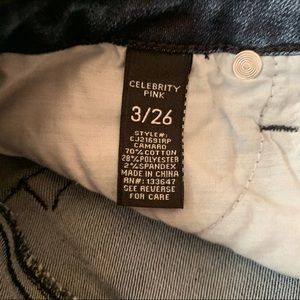 CELEBRITY
PINK
3/26
STYLE#:
CJ21691RP
CAMARO
70%COTTON
28%POLYESTER
2%SPANDEX
MADE IN CHINA
RN#: 133647
SEE REVERSE
FOR CARE